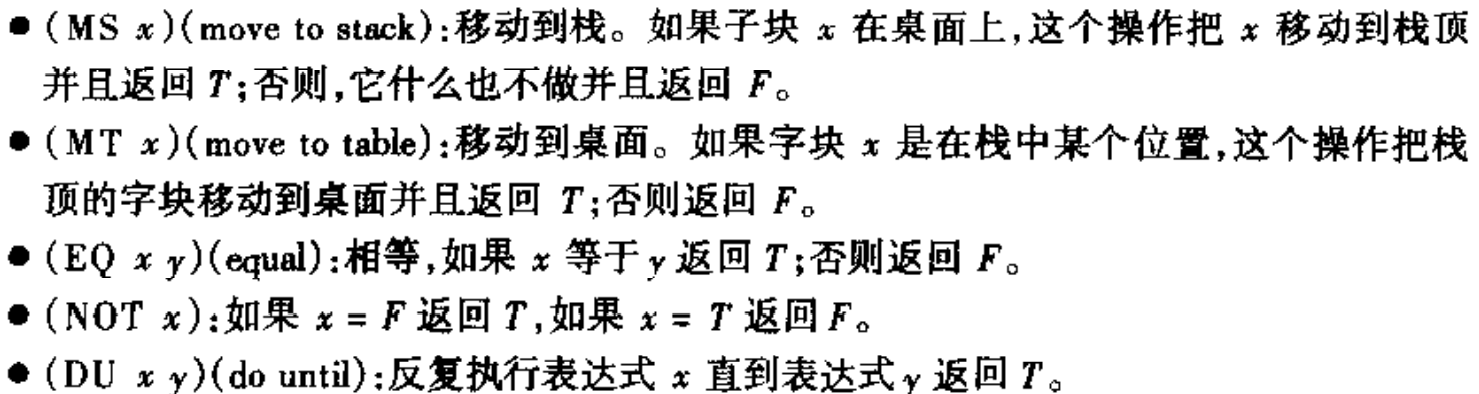 ● (MS x)(move to stack):移动到栈。如果子块 x 在桌面上,这个操作把 x 移动到栈顶
并且返回 T;否则,它什么也不做并且返回 F。
● (MT x)(move to table):移动到桌面。如果字块 x 是在栈中某个位置,这个操作把栈
顶的字块移动到桌面并且返回 T;否则返回 F。
● (EQ x y)(equal):相等,如果 x 等于 y 返回 T;否则返回 F。
● (NOT x):如果 x = F 返回 T,如果 x = T 返回 F。
● (DU x y)(do until):反复执行表达式 x 直到表达式 y 返回 T。